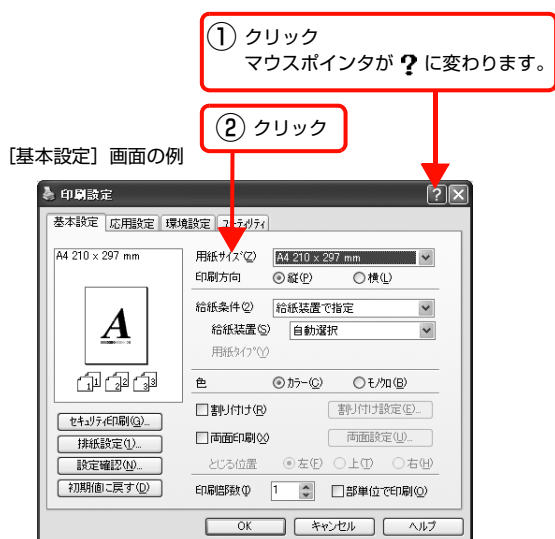 ① クリック
マウスポインタが ? に変わります。
② クリック
[基本設定] 画面の例
印刷設定
基本設定 応用設定 環境設定 ユーティリティ
A4 210 x 297 mm
用紙サイズ(Z) A4 210 x 297 mm
印刷方向 縦(P) 横(L)
給紙条件(2) 給紙装置で指定
給紙装置(S) 自動選択
用紙タイプ(Y)
A
1 1 2 2 3 3
色 カラー(C) モノクロ(B)
割り付け(R) 割り付け設定(E)...
セキュリティ印刷(G)...
両面印刷(X) 両面設定(U)...
排紙設定(1)...
とじる位置 左(F) 上(T) 右(H)
設定確認(N)...
初期値に戻す(D)
印刷部数(I) 1 部単位で印刷(O)
OK キャンセル ヘルプ